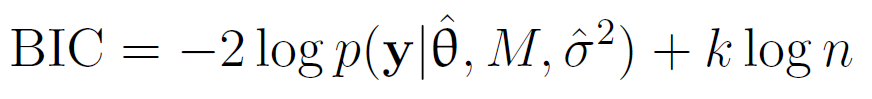 BIC = −2 log p(𝐲|θ̂, M, σ̂²) + k log n